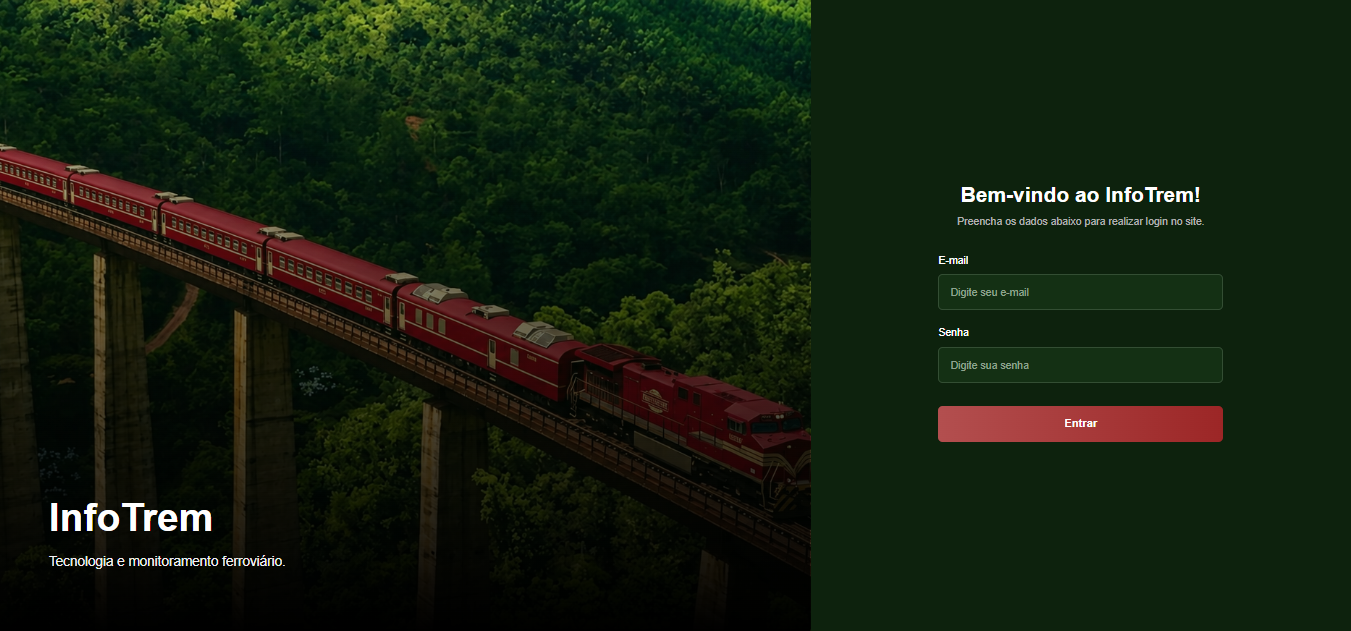 InfoTrem
Tecnologia e monitoramento ferroviário.
Bem-vindo ao InfoTrem!
Preencha os dados abaixo para realizar login no site.
E-mail
Digite seu e-mail
Senha
Digite sua senha
Entrar